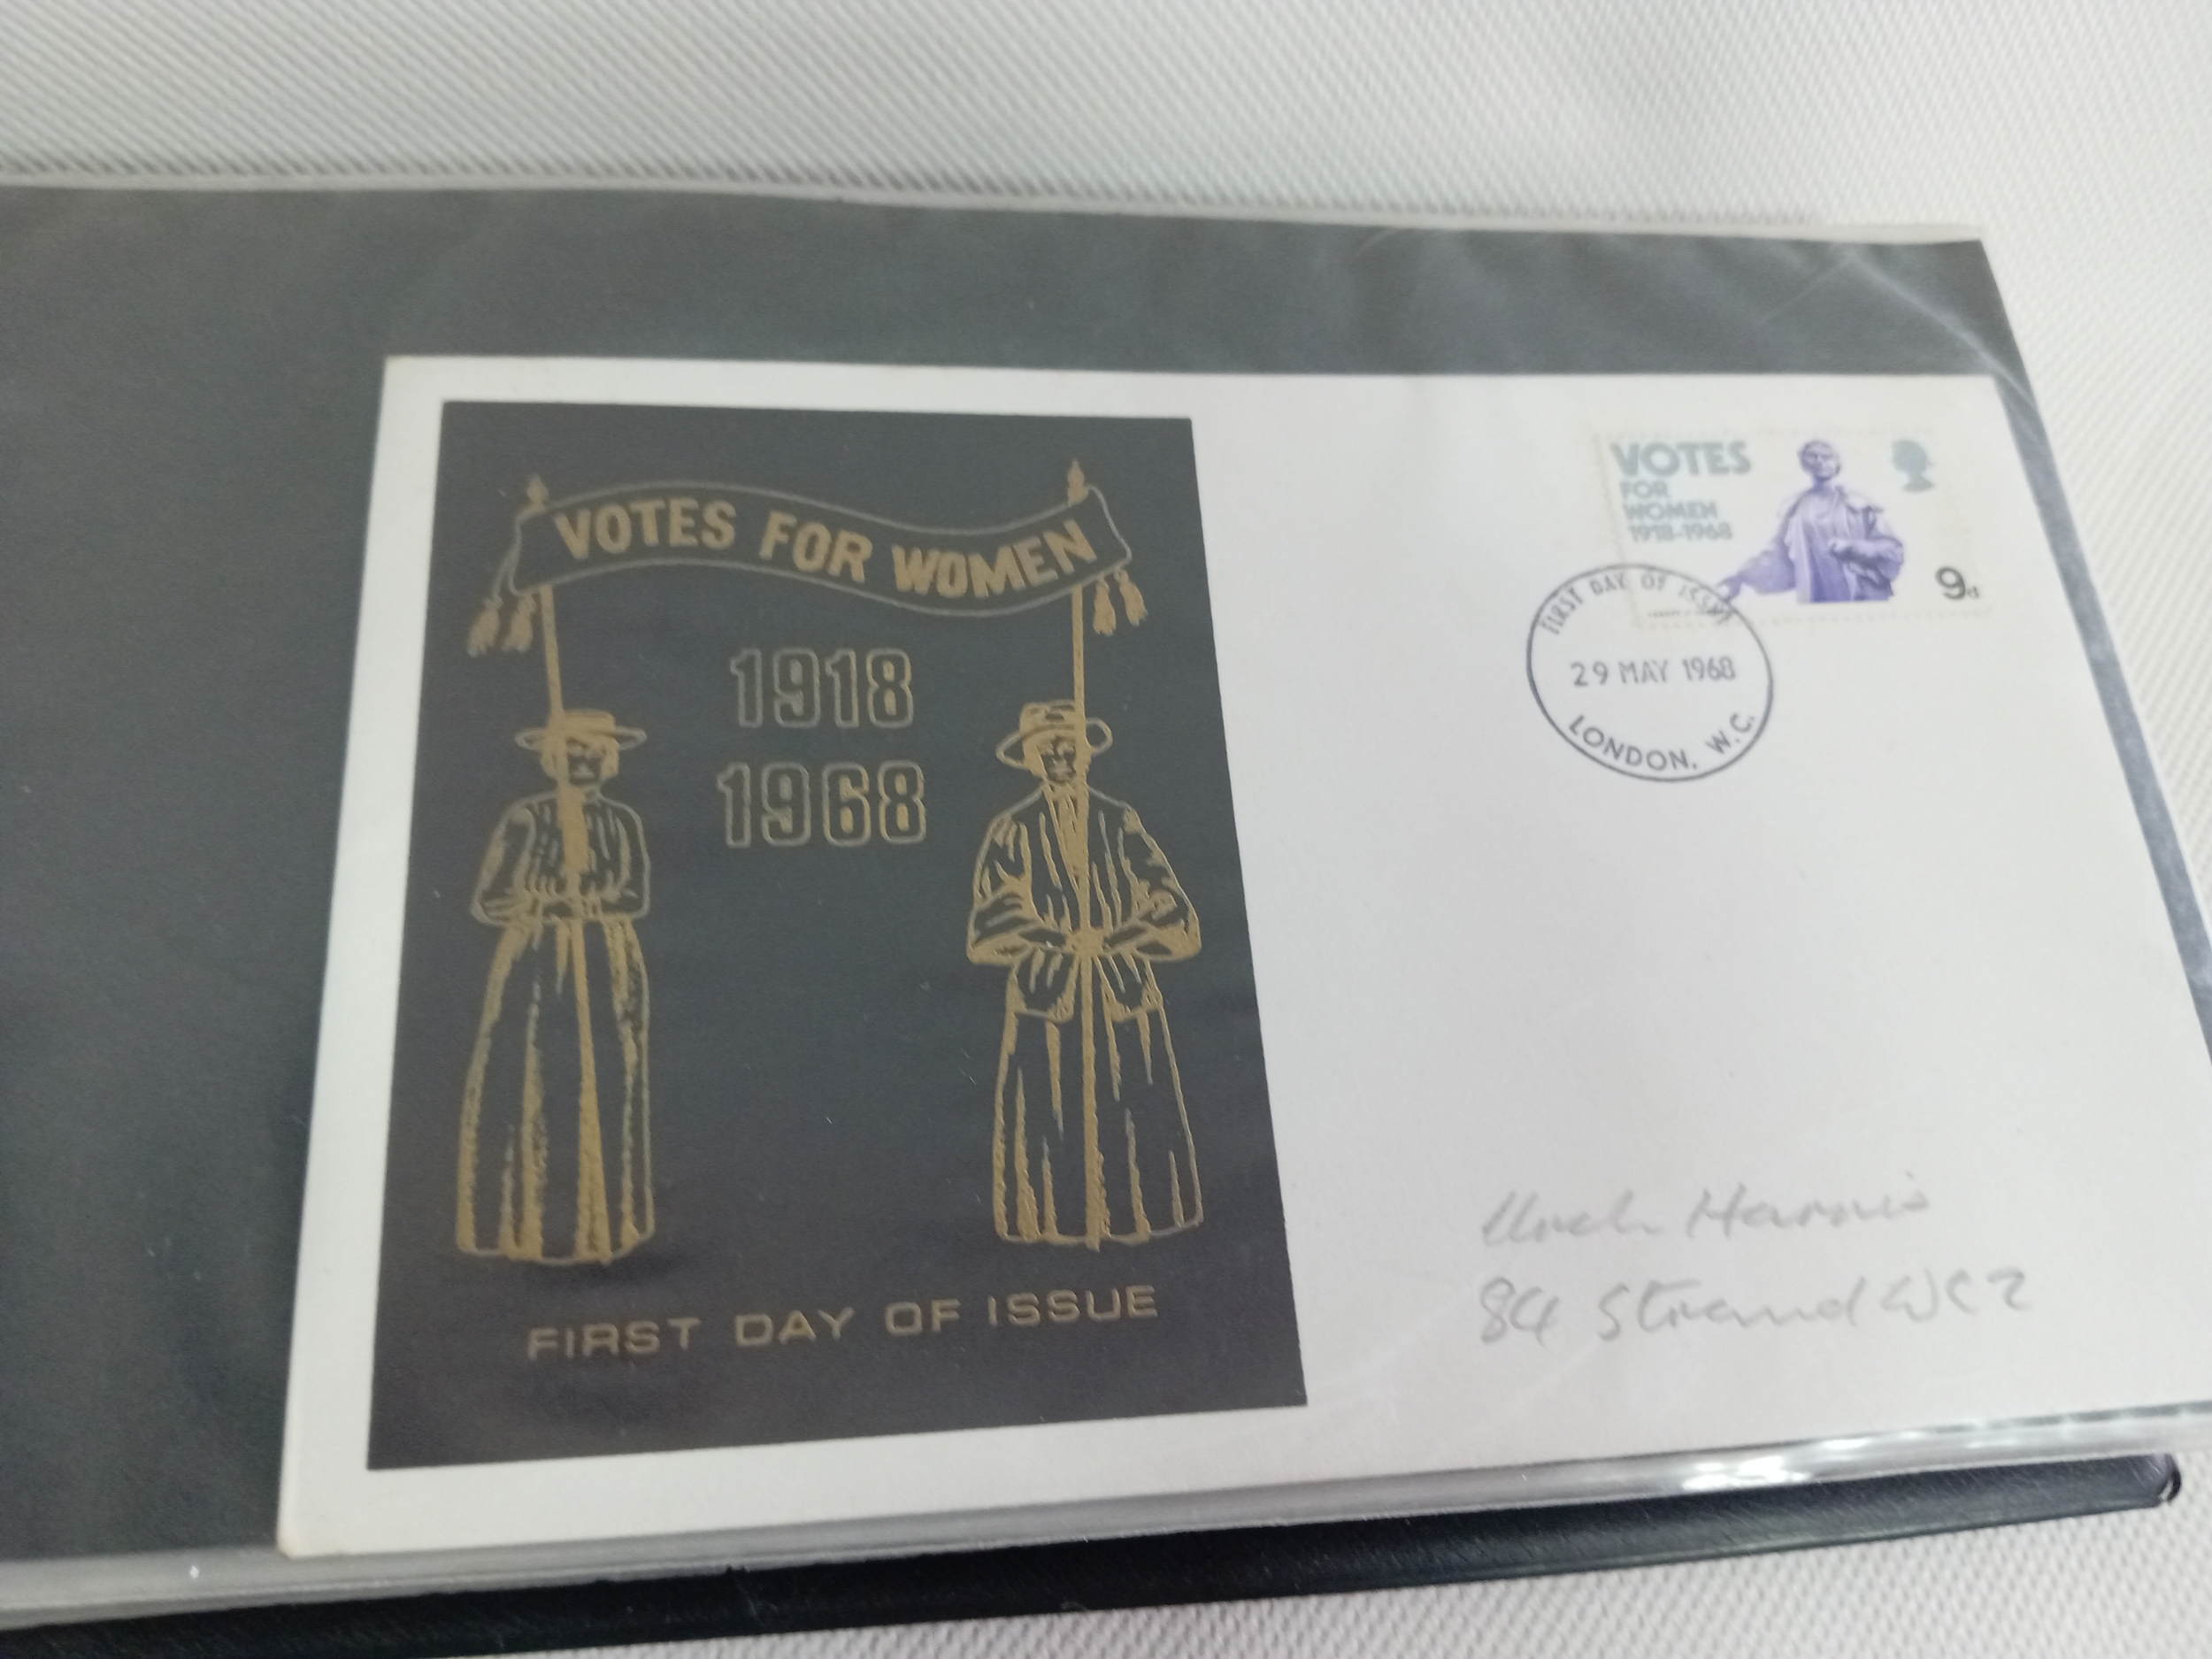 VOTES FOR WOMEN
1918
1968
FIRST DAY OF ISSUE
VOTES
FOR
WOMEN
1918-1968
9d
FIRST DAY OF ISSUE
29 MAY 1968
LONDON. W.C.
Harris
84 Strand WC2